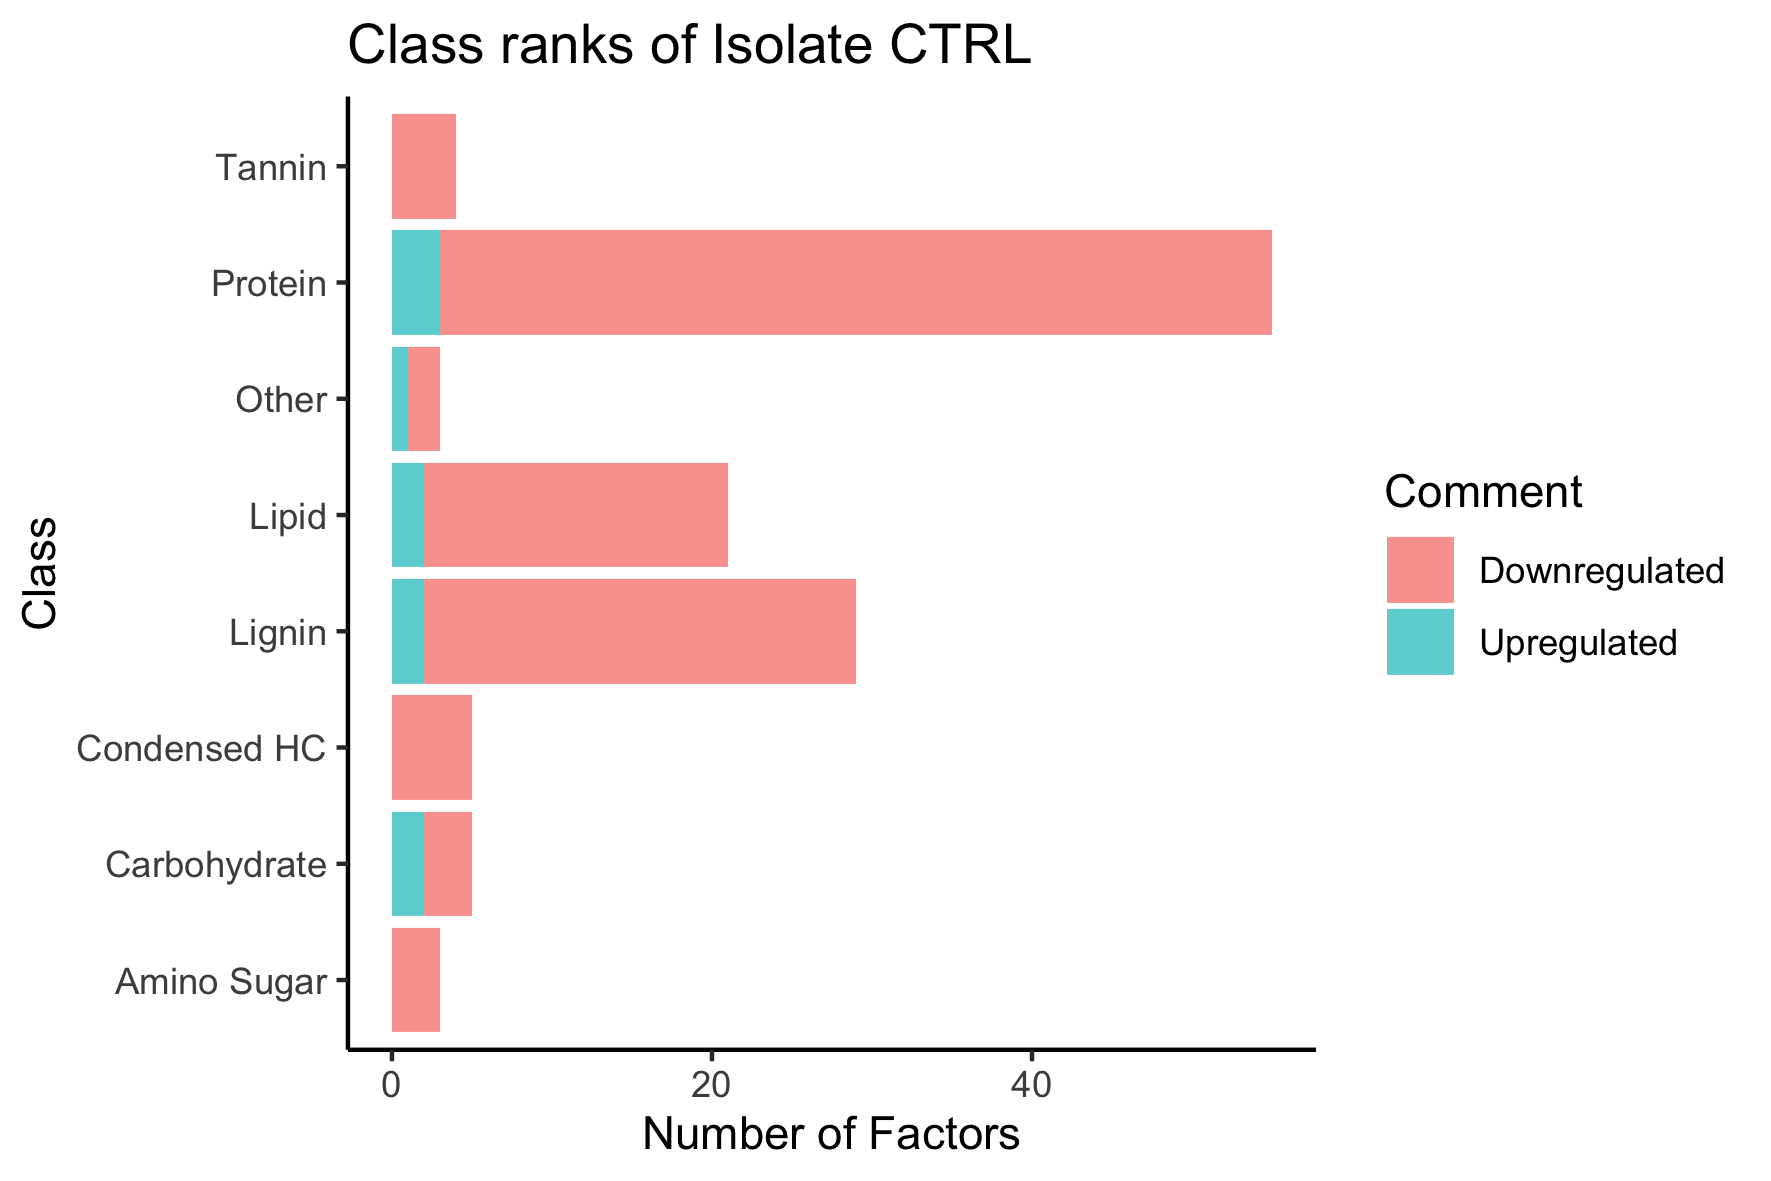 Class ranks of Isolate CTRL
Tannin
Protein
Other
Lipid
Lignin
Condensed HC
Carbohydrate
Amino Sugar
Class
0 20 40
Number of Factors
Comment
Downregulated
Upregulated